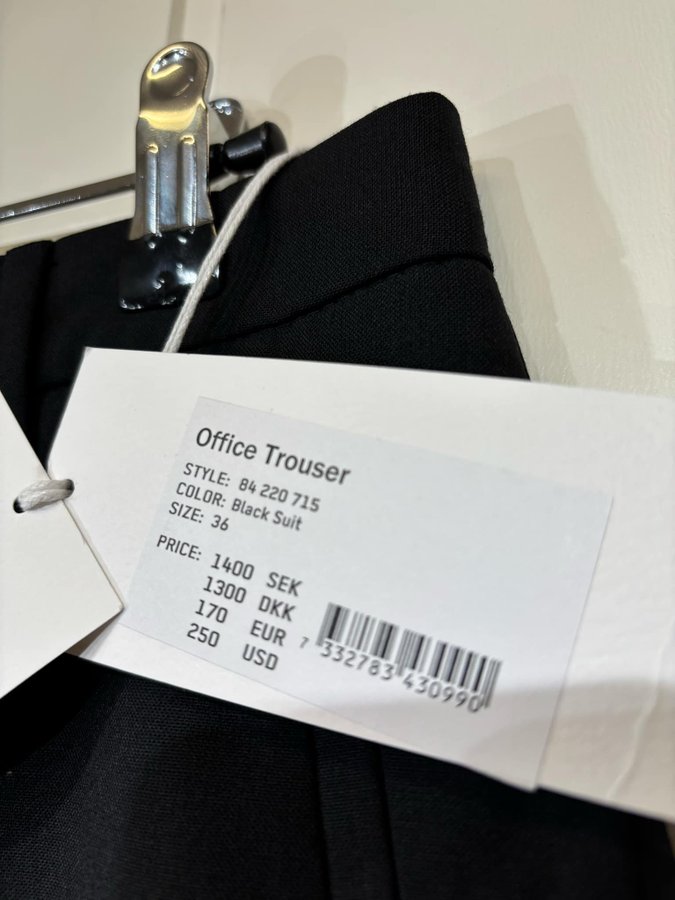 Office Trouser
STYLE: 84 220 715
COLOR: Black Suit
SIZE: 36
PRICE: 1400 SEK
1300 DKK
170 EUR
250 USD
7 332783 430990